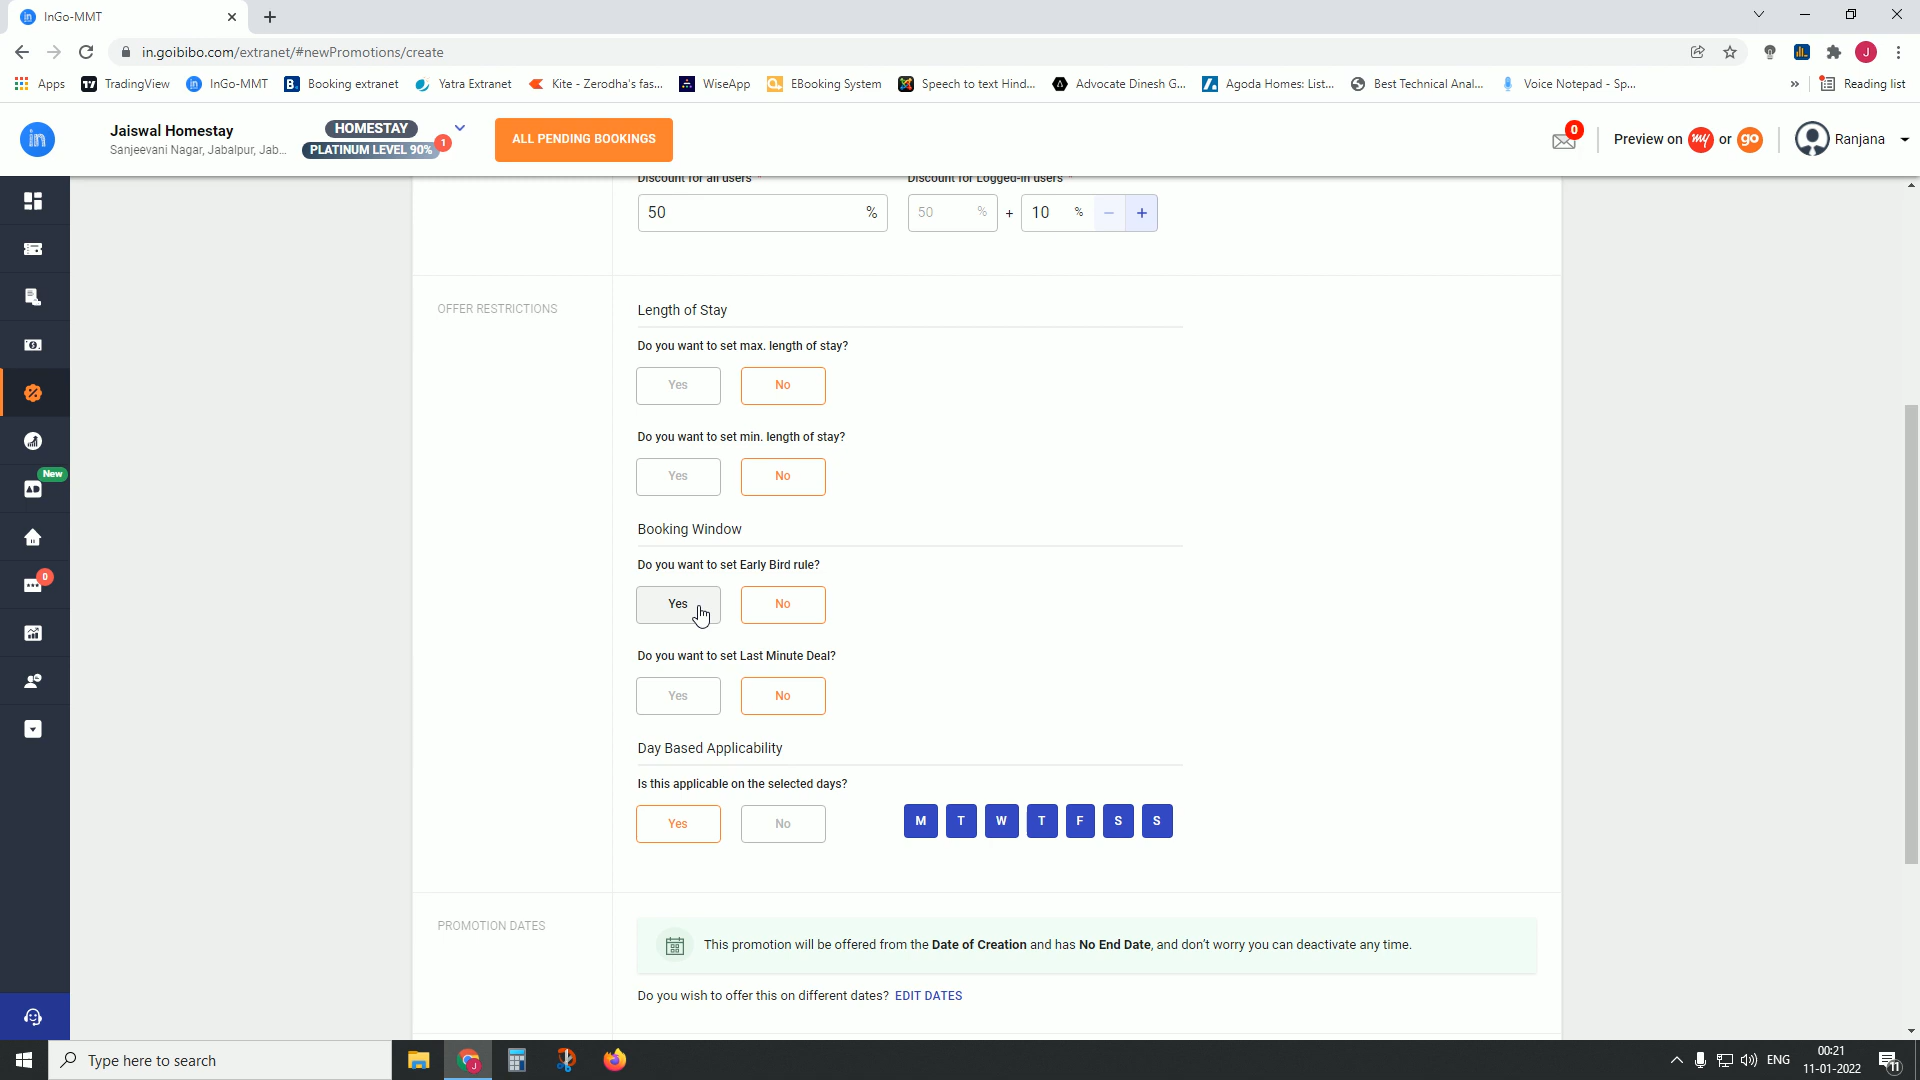 InGo-MMT
in.goibibo.com/extranet/#newPromotions/create
Apps TradingView InGo-MMT Booking extranet Yatra Extranet Kite - Zerodha's fas... WiseApp EBooking System Speech to text Hind... Advocate Dinesh G... Agoda Homes: List... Best Technical Anal... Voice Notepad - Sp... » Reading list
Jaiswal Homestay
Sanjeevani Nagar, Jabalpur, Jab...
HOMESTAY
PLATINUM LEVEL 90% 1
ALL PENDING BOOKINGS
0
Preview on my or go
Ranjana
Discount for all users * Discount for Logged-in users *
50 % 50 % + 10 % − +
OFFER RESTRICTIONS
Length of Stay
Do you want to set max. length of stay?
Yes No
Do you want to set min. length of stay?
Yes No
New
Booking Window
Do you want to set Early Bird rule?
0
Yes No
Do you want to set Last Minute Deal?
Yes No
Day Based Applicability
Is this applicable on the selected days?
Yes No M T W T F S S
PROMOTION DATES
This promotion will be offered from the Date of Creation and has No End Date, and don't worry you can deactivate any time.
Do you wish to offer this on different dates? EDIT DATES
Type here to search
ENG
00:21
11-01-2022
11